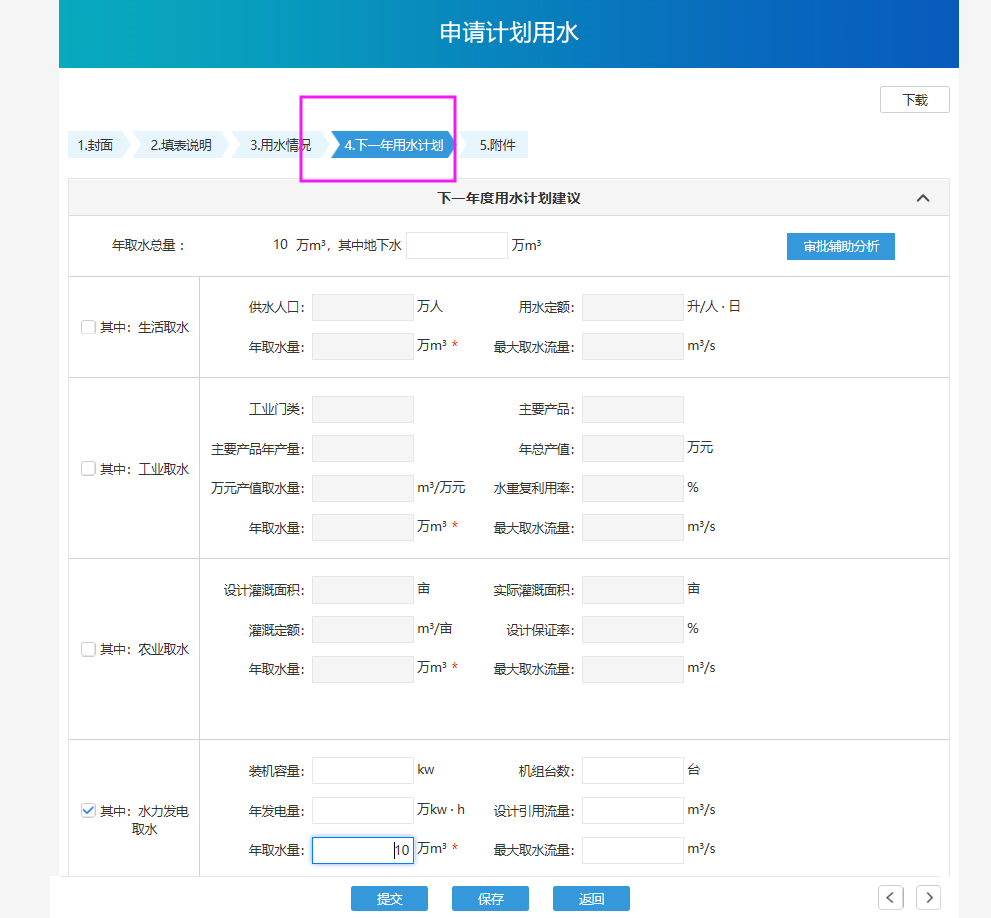 申请计划用水
下载
1.封面 2.填表说明 3.用水情况 4.下一年用水计划 5.附件
下一年度用水计划建议
年取水总量： 10 万m³，其中地下水 万m³ 审批辅助分析
供水人口： 万人 用水定额： 升/人·日
其中：生活取水
年取水量： 万m³ * 最大取水流量： m³/s
工业门类： 主要产品：
主要产品年产量： 年总产值： 万元
其中：工业取水
万元产值取水量： m³/万元 水重复利用率： %
年取水量： 万m³ * 最大取水流量： m³/s
设计灌溉面积： 亩 实际灌溉面积： 亩
灌溉定额： m³/亩 设计保证率： %
其中：农业取水
年取水量： 万m³ * 最大取水流量： m³/s
装机容量： kw 机组台数： 台
年发电量： 万kw·h 设计引用流量： m³/s
其中：水力发电
取水
年取水量： 10 万m³ * 最大取水流量： m³/s
提交 保存 返回